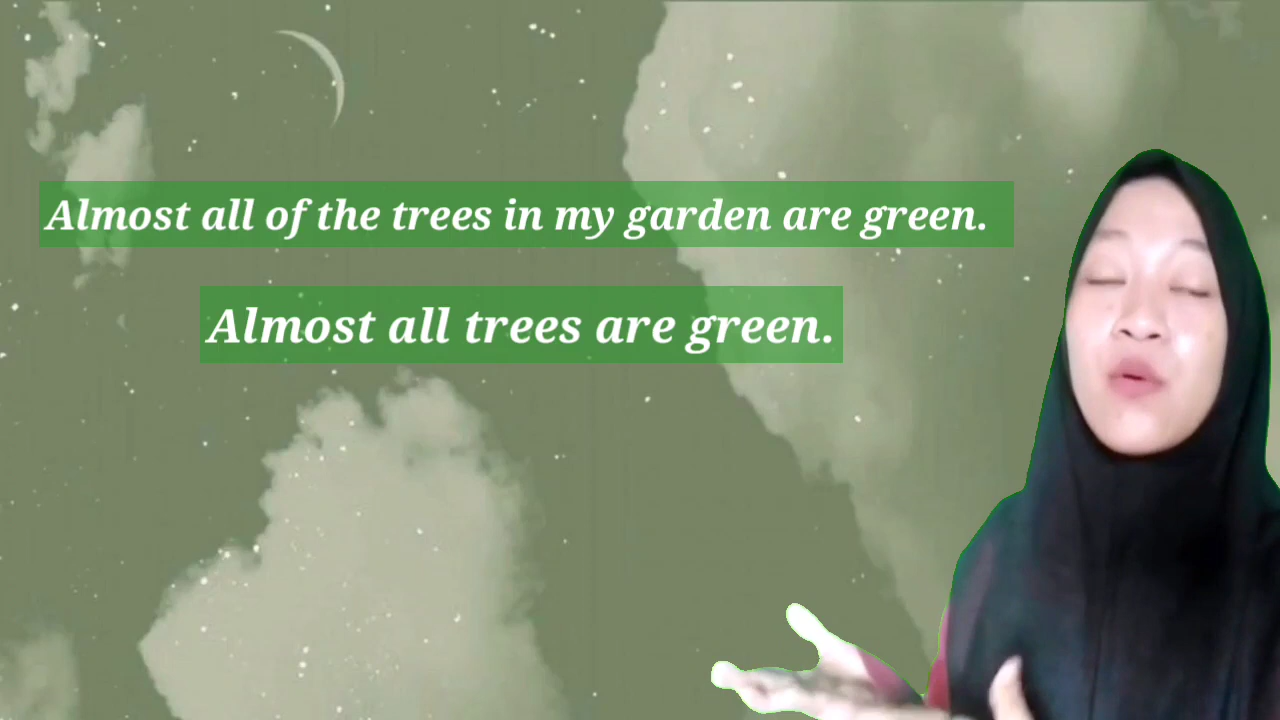 Almost all of the trees in my garden are green.
Almost all trees are green.